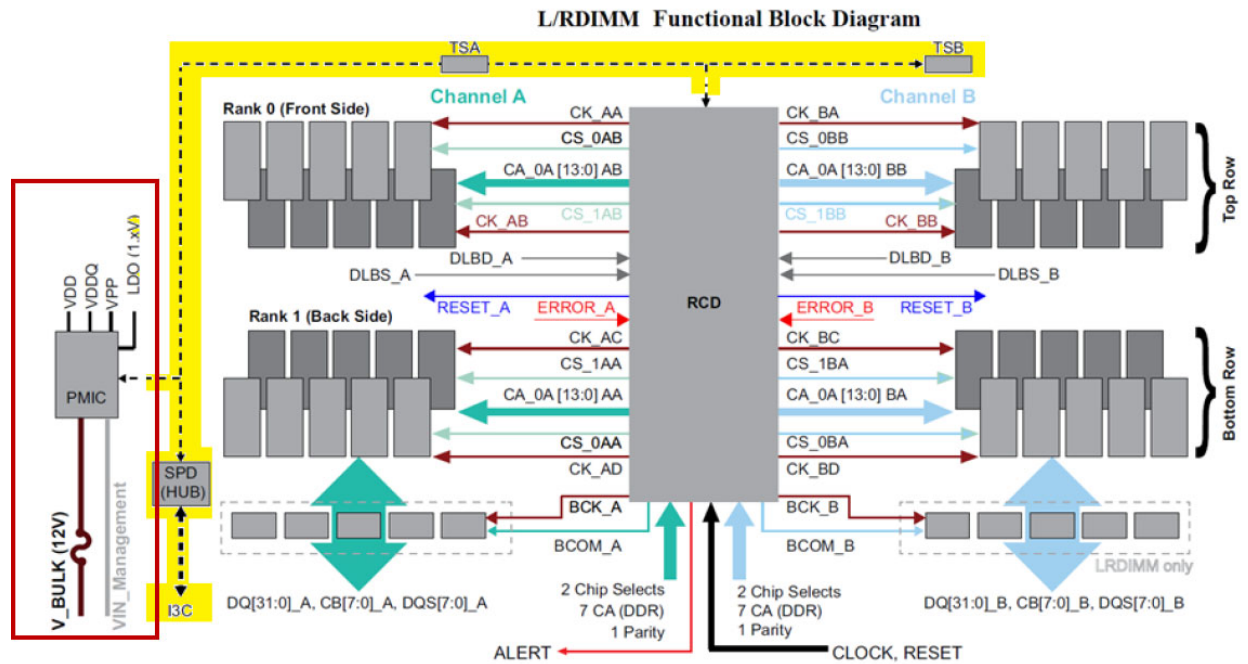 L/RDIMM Functional Block Diagram
TSA
TSB
Channel A
Channel B
Rank 0 (Front Side)
CK_AA
CS_0AB
CA_0A [13:0] AB
CS_1AB
CK_AB
DLBD_A
DLBS_A
RESET_A
ERROR_A
CK_BA
CS_0BB
CA_0A [13:0] BB
CS_1BB
CK_BB
DLBD_B
DLBS_B
ERROR_B
RESET_B
RCD
Top Row
VDD
VDDQ
VPP
LDO (1.xV)
PMIC
V_BULK (12V)
VIN_Management
SPD
(HUB)
I3C
Rank 1 (Back Side)
CK_AC
CS_1AA
CA_0A [13:0] AA
CS_0AA
CK_AD
BCK_A
BCOM_A
CK_BC
CS_1BA
CA_0A [13:0] BA
CS_0BA
CK_BD
BCK_B
BCOM_B
Bottom Row
LRDIMM only
DQ[31:0]_A, CB[7:0]_A, DQS[7:0]_A
2 Chip Selects
7 CA (DDR)
1 Parity
2 Chip Selects
7 CA (DDR)
1 Parity
DQ[31:0]_B, CB[7:0]_B, DQS[7:0]_B
ALERT
CLOCK, RESET